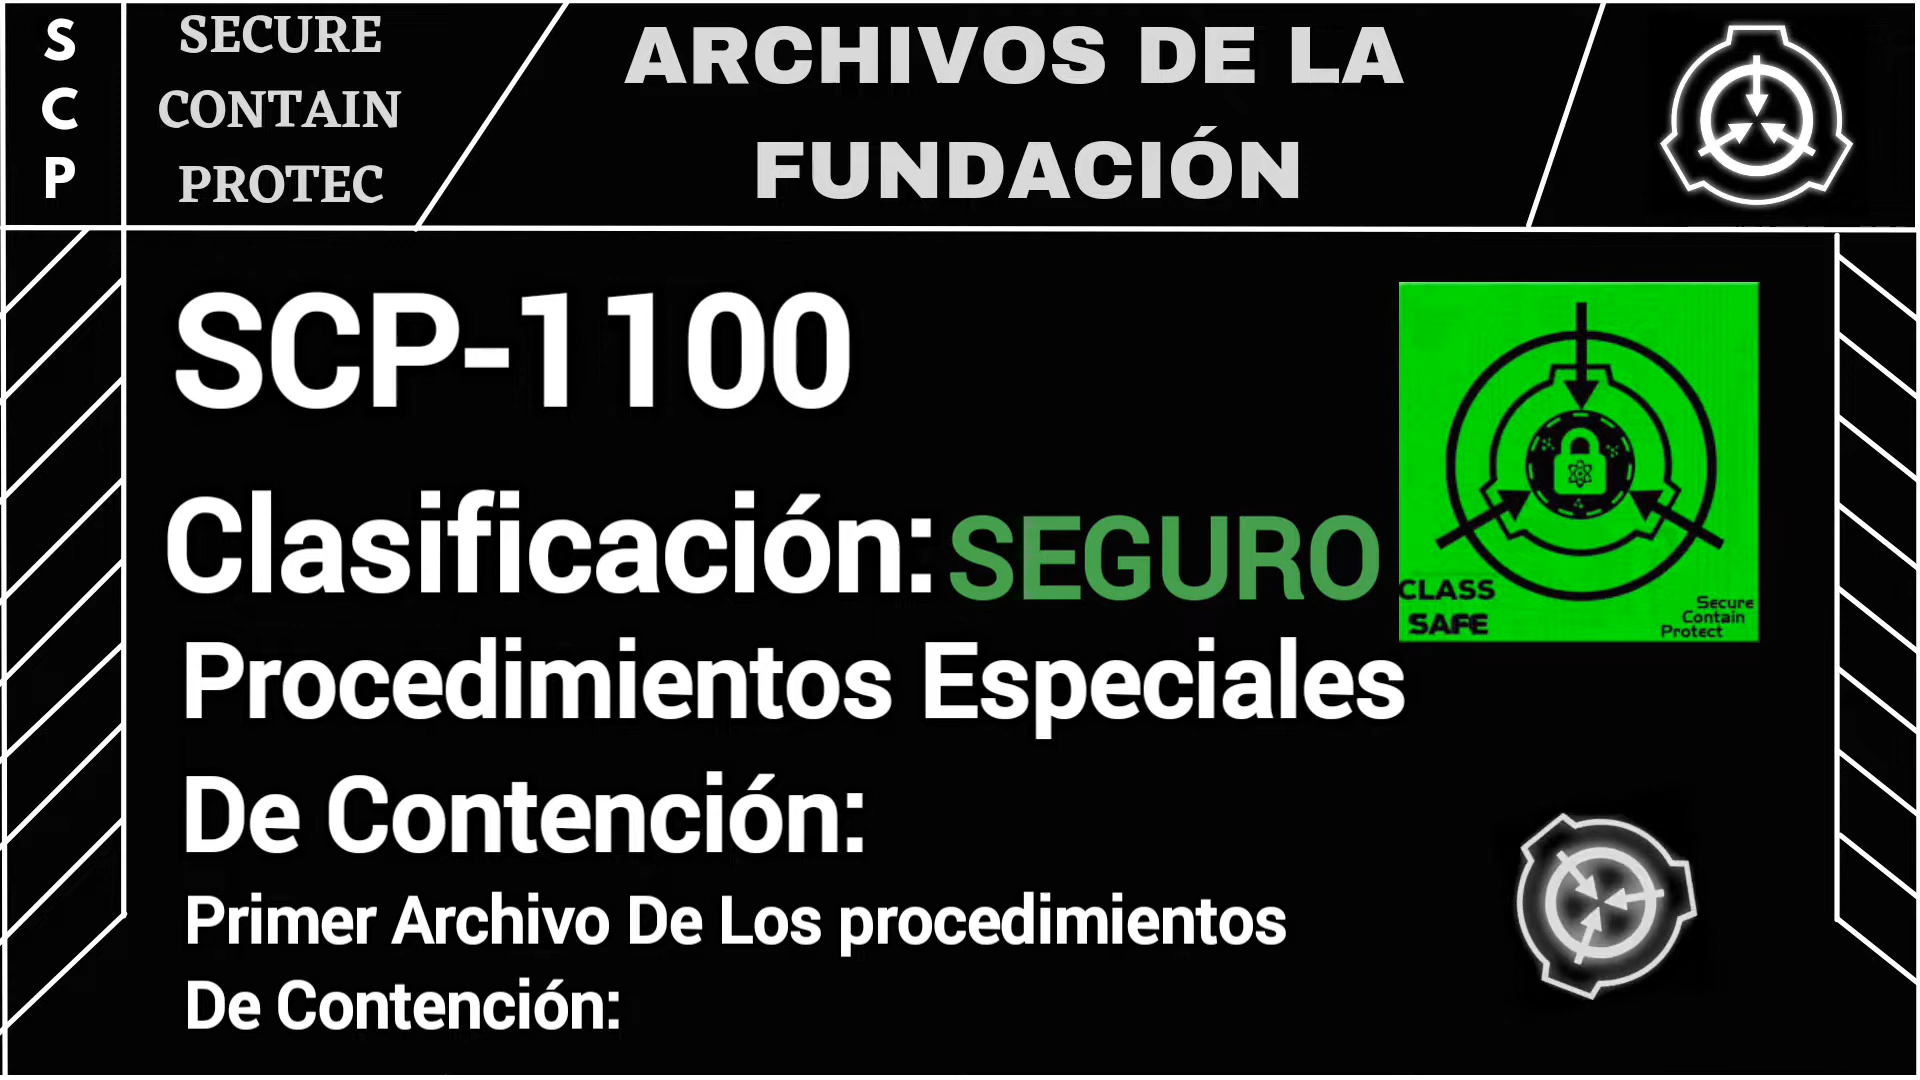 S
C
P
SECURE
CONTAIN
PROTEC
ARCHIVOS DE LA
FUNDACIÓN
SCP-1100
Clasificación: SEGURO
CLASS
SAFE
Secure
Contain
Protect
Procedimientos Especiales
De Contención:
Primer Archivo De Los procedimientos
De Contención: